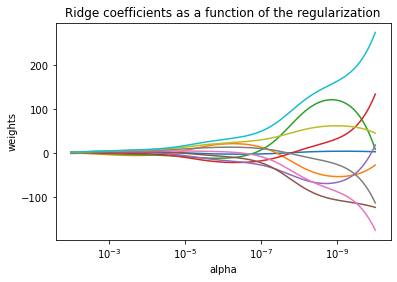 Ridge coefficients as a function of the regularization
200
100
0
−100
weights
10⁻³
10⁻⁵
10⁻⁷
10⁻⁹
alpha